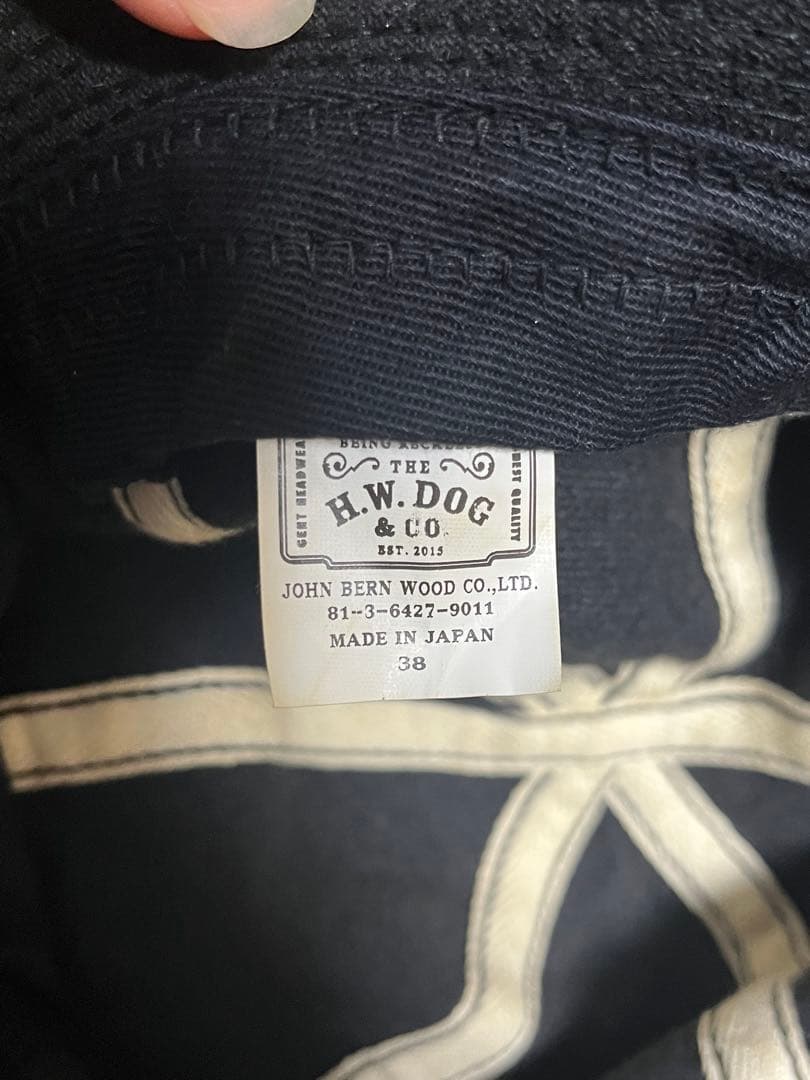 BEING
GENT HEADWEAR
THE
BEST QUALITY
H.W. DOG
& CO.
EST. 2015
JOHN BERN WOOD CO.,LTD.
81-3-6427-9011
MADE IN JAPAN
38